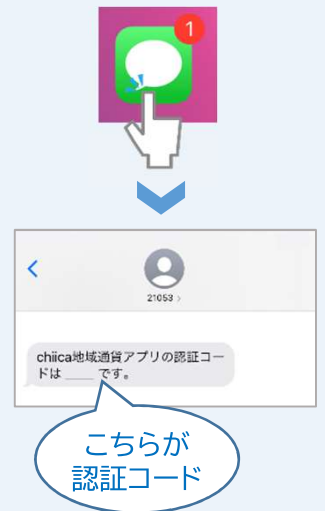 1
21053 >
chiica地域通貨アプリの認証コー
ドは ____ です。
こちらが
認証コード